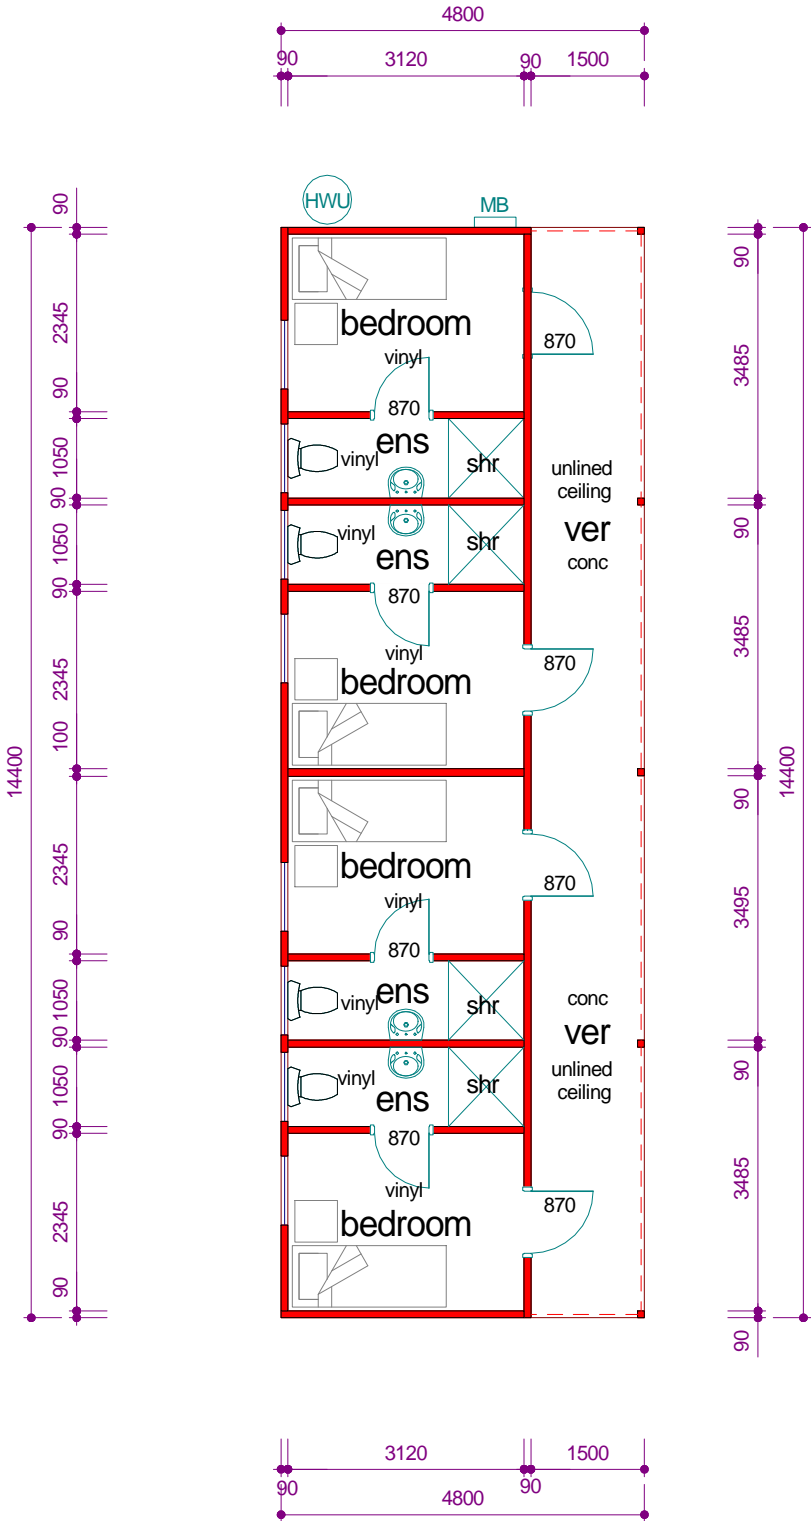 4800
90 3120 90 1500
HWU
MB
90
90
2345
bedroom
870
3485
vinyl
90
870
ens
1050
vinyl
shr
unlined
ceiling
90
ver
90
1050
vinyl
shr
ens
conc
90
870
3485
vinyl
870
2345
bedroom
100
14400
14400
90
2345
bedroom
870
vinyl
3495
90
870
1050
ens
vinyl
shr
conc
90
ver
90
1050
vinyl
shr
unlined
ens
ceiling
90
870
3485
vinyl
870
2345
bedroom
90
90
3120 1500
90 90
4800